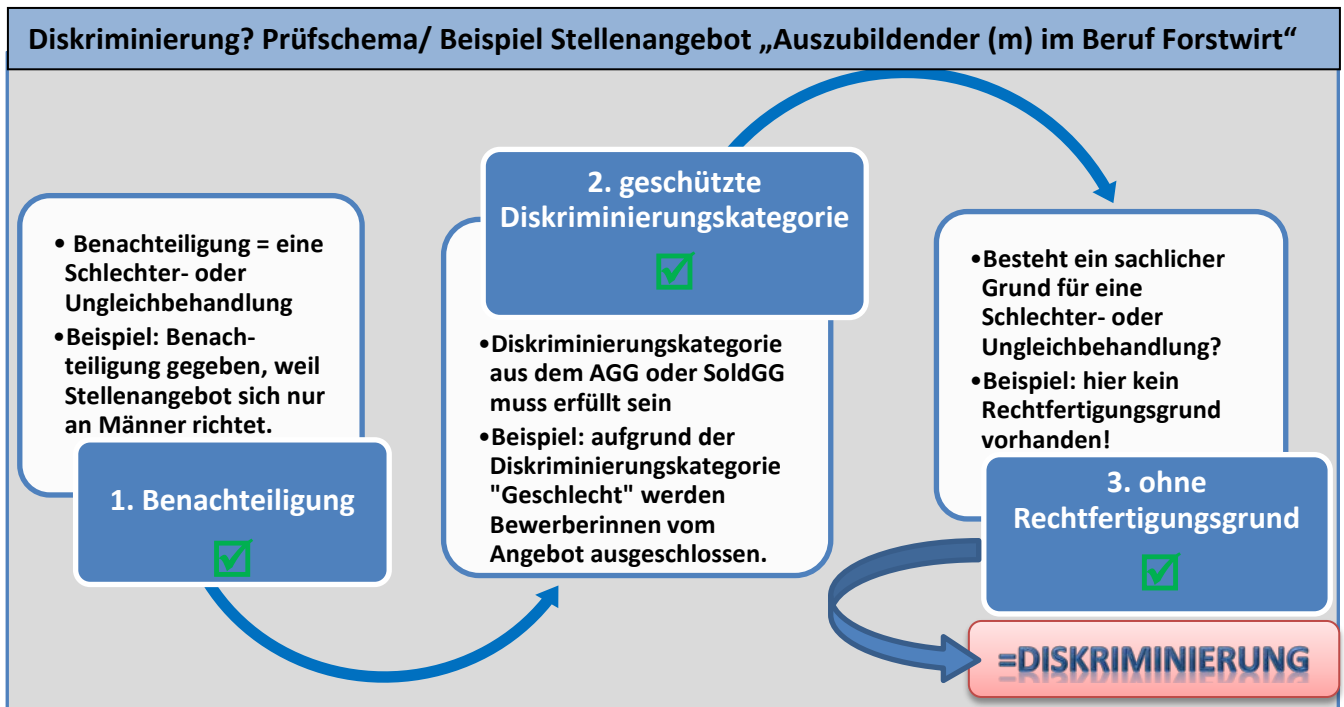 Diskriminierung? Prüfschema/ Beispiel Stellenangebot „Auszubildender (m) im Beruf Forstwirt“
• Benachteiligung = eine
Schlechter- oder
Ungleichbehandlung
•Beispiel: Benach-
teiligung gegeben, weil
Stellenangebot sich nur
an Männer richtet.
1. Benachteiligung
2. geschützte
Diskriminierungskategorie
•Diskriminierungskategorie
aus dem AGG oder SoldGG
muss erfüllt sein
•Beispiel: aufgrund der
Diskriminierungskategorie
"Geschlecht" werden
Bewerberinnen vom
Angebot ausgeschlossen.
•Besteht ein sachlicher
Grund für eine
Schlechter- oder
Ungleichbehandlung?
•Beispiel: hier kein
Rechtfertigungsgrund
vorhanden!
3. ohne
Rechtfertigungsgrund
=DISKRIMINIERUNG